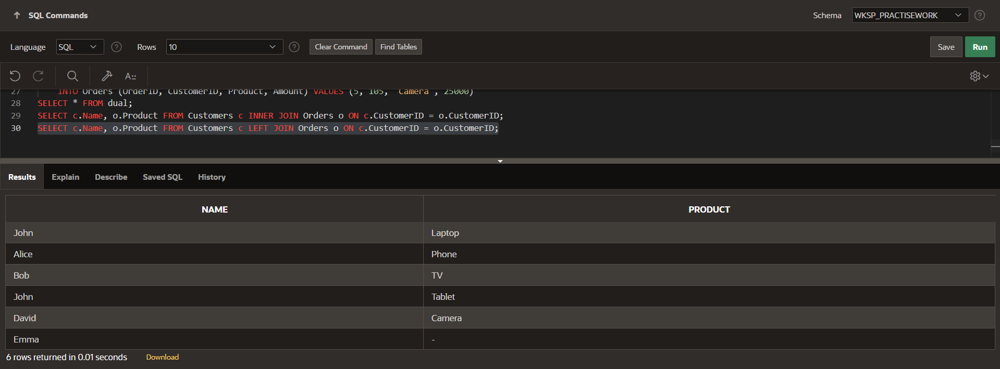 SQL Commands
Schema WKSP_PRACTISEWORK ?
Language SQL ? Rows 10 ? Clear Command Find Tables Save Run
A::
27 INTO Orders (OrderID, CustomerID, Product, Amount) VALUES (5, 105, 'Camera', 25000)
28 SELECT * FROM dual;
29 SELECT c.Name, o.Product FROM Customers c INNER JOIN Orders o ON c.CustomerID = o.CustomerID;
30 SELECT c.Name, o.Product FROM Customers c LEFT JOIN Orders o ON c.CustomerID = o.CustomerID;
Results Explain Describe Saved SQL History
NAME PRODUCT
John Laptop
Alice Phone
Bob TV
John Tablet
David Camera
Emma -
6 rows returned in 0.01 seconds Download